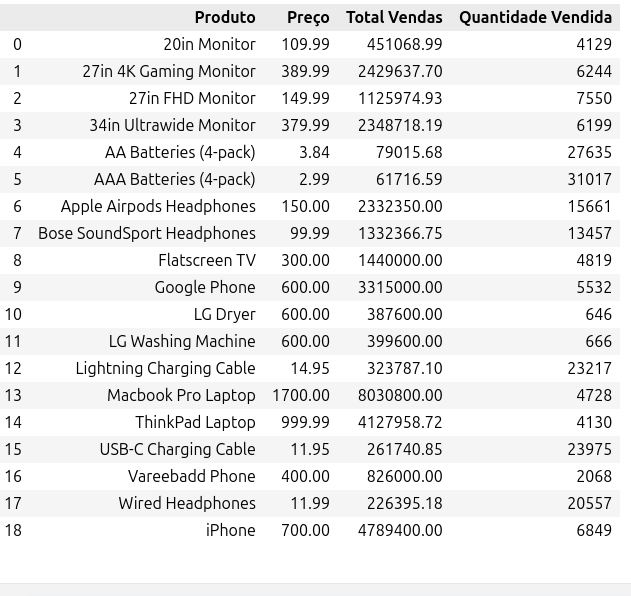 Produto Preço Total Vendas Quantidade Vendida
0 20in Monitor 109.99 451068.99 4129
1 27in 4K Gaming Monitor 389.99 2429637.70 6244
2 27in FHD Monitor 149.99 1125974.93 7550
3 34in Ultrawide Monitor 379.99 2348718.19 6199
4 AA Batteries (4-pack) 3.84 79015.68 27635
5 AAA Batteries (4-pack) 2.99 61716.59 31017
6 Apple Airpods Headphones 150.00 2332350.00 15661
7 Bose SoundSport Headphones 99.99 1332366.75 13457
8 Flatscreen TV 300.00 1440000.00 4819
9 Google Phone 600.00 3315000.00 5532
10 LG Dryer 600.00 387600.00 646
11 LG Washing Machine 600.00 399600.00 666
12 Lightning Charging Cable 14.95 323787.10 23217
13 Macbook Pro Laptop 1700.00 8030800.00 4728
14 ThinkPad Laptop 999.99 4127958.72 4130
15 USB-C Charging Cable 11.95 261740.85 23975
16 Vareebadd Phone 400.00 826000.00 2068
17 Wired Headphones 11.99 226395.18 20557
18 iPhone 700.00 4789400.00 6849